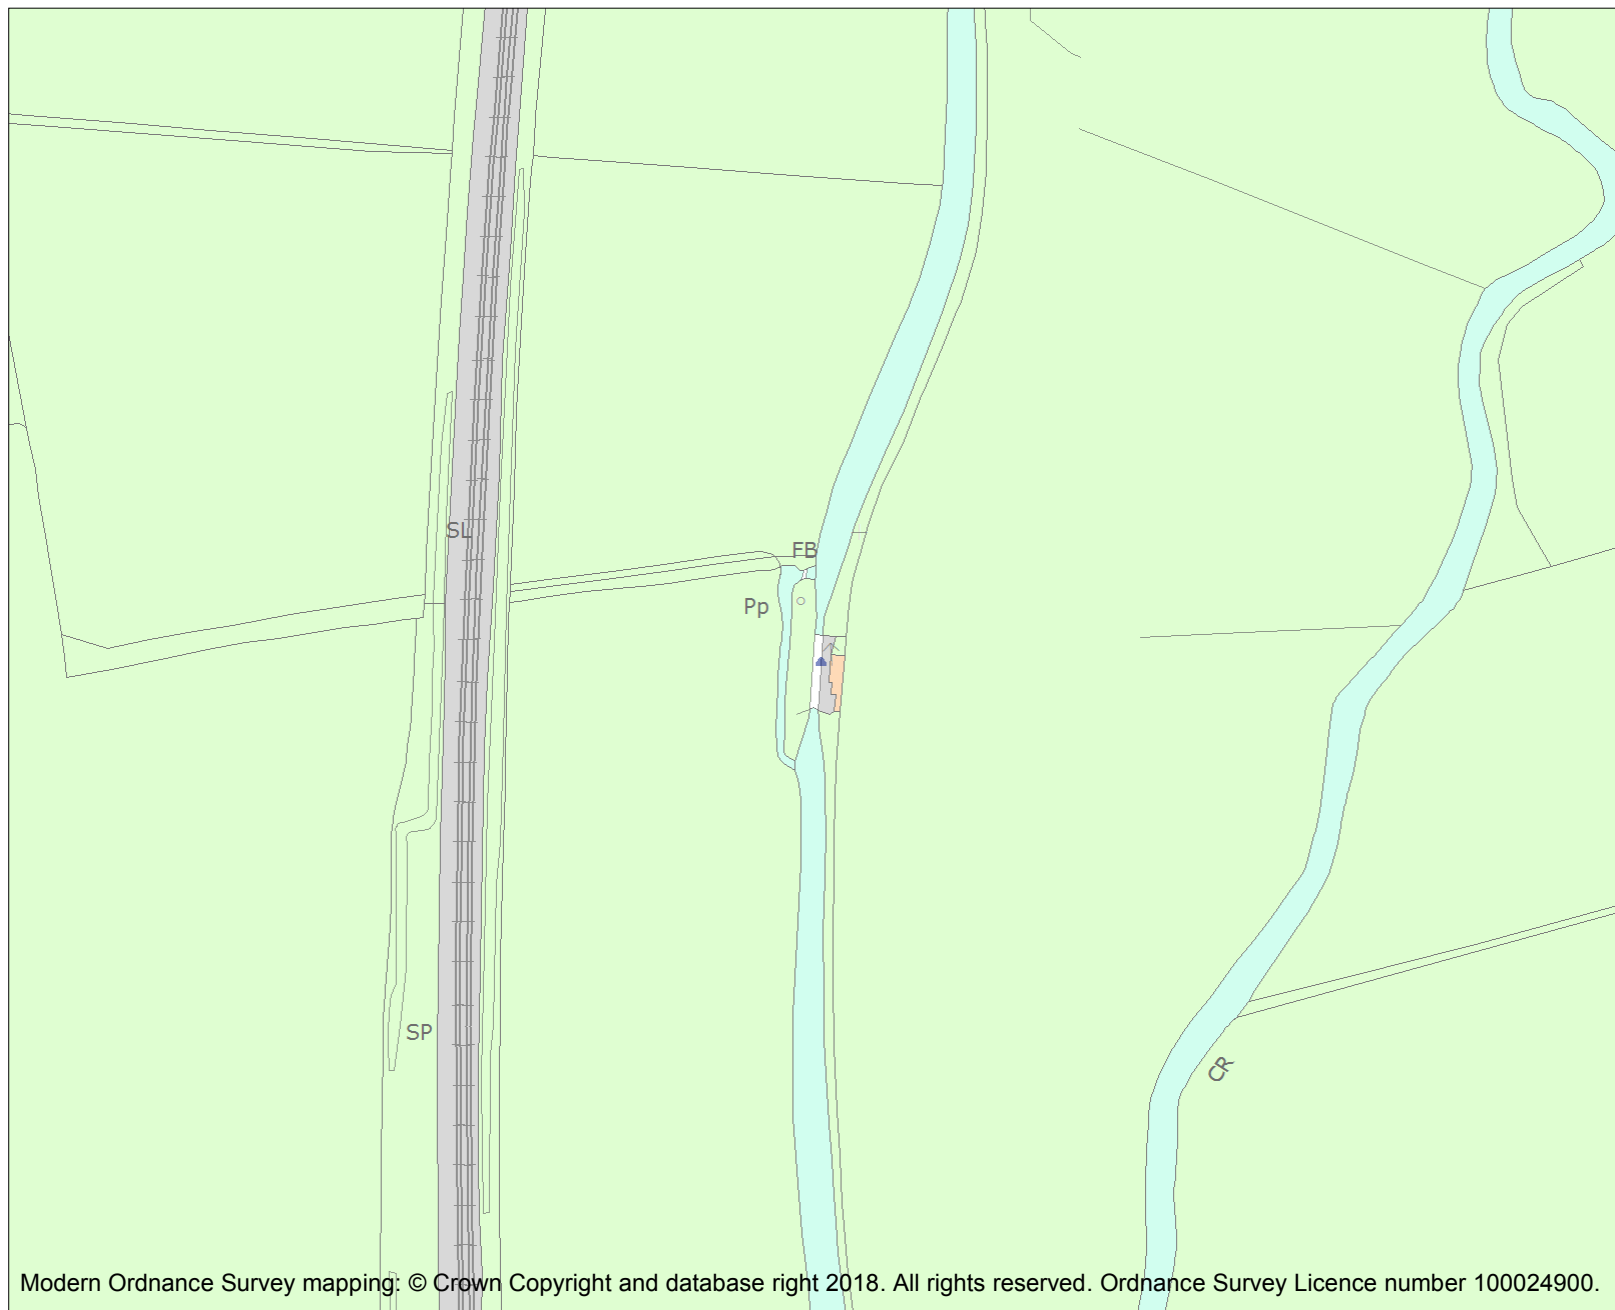 SL
FB
Pp
SP
CR
Modern Ordnance Survey mapping: © Crown Copyright and database right 2018. All rights reserved. Ordnance Survey Licence number 100024900.